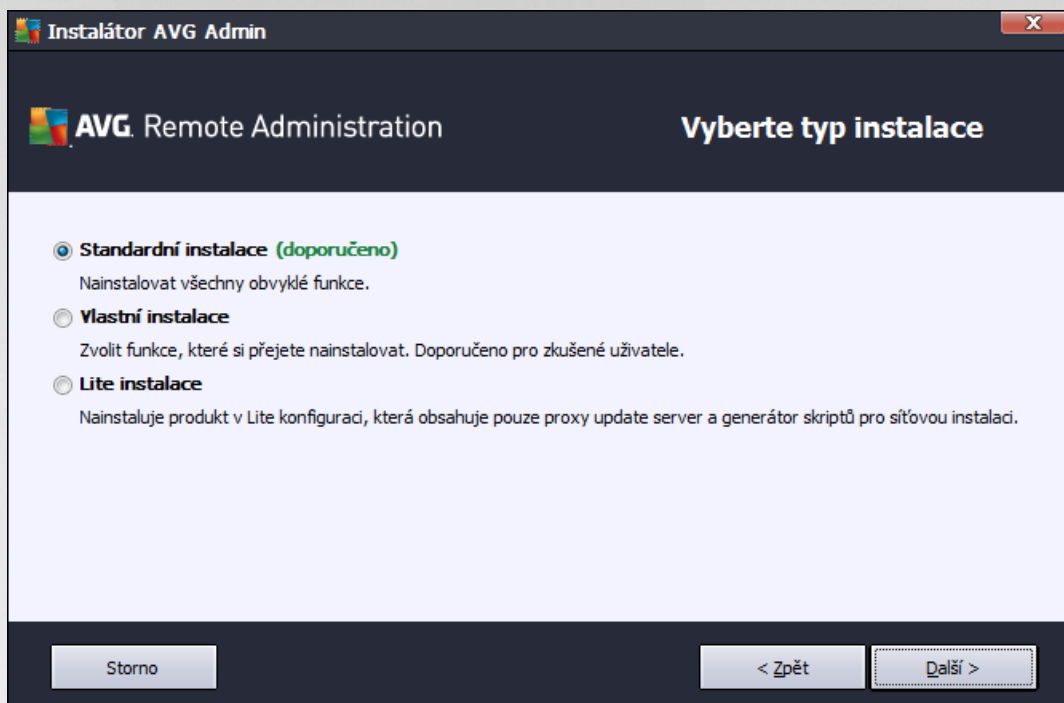 Instalátor AVG Admin
AVG. Remote Administration
Vyberte typ instalace
Standardní instalace (doporučeno)
Nainstalovat všechny obvyklé funkce.
Vlastní instalace
Zvolit funkce, které si přejete nainstalovat. Doporučeno pro zkušené uživatele.
Lite instalace
Nainstaluje produkt v Lite konfiguraci, která obsahuje pouze proxy update server a generátor skriptů pro síťovou instalaci.
Storno
< Zpět
Další >